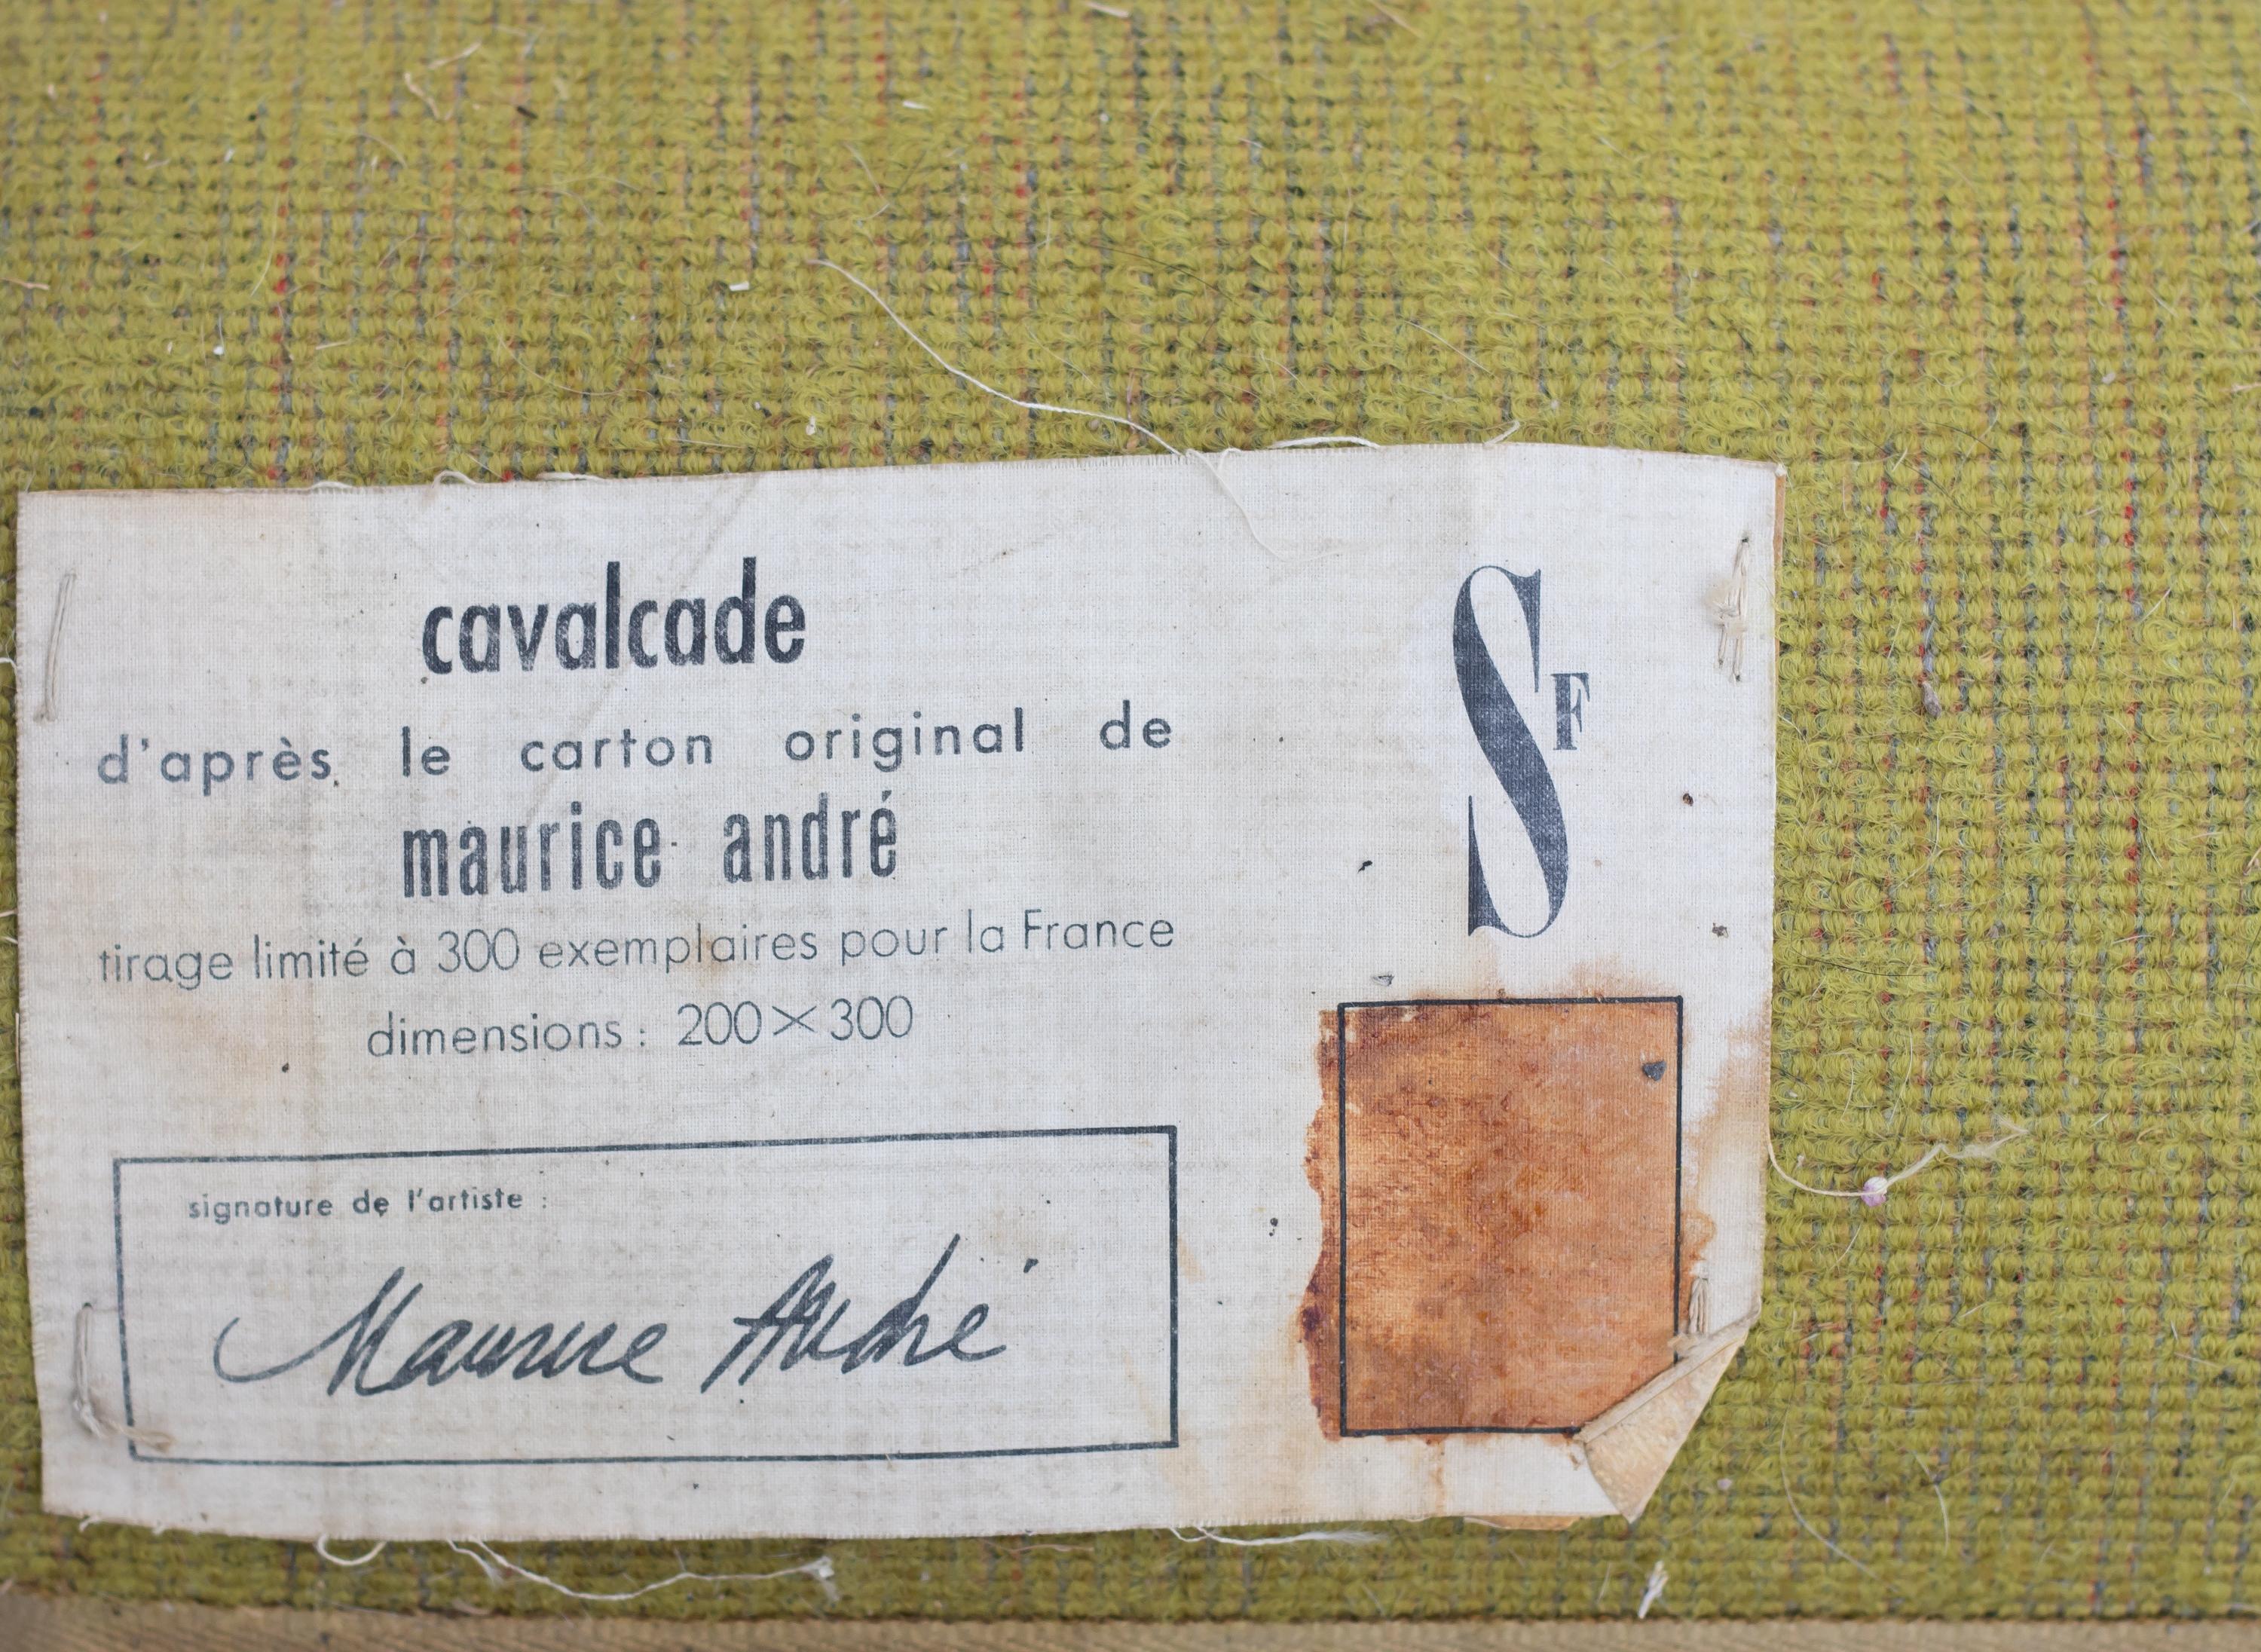 cavalcade
d'après le carton original de
maurice andré
tirage limité à 300 exemplaires pour la France
dimensions : 200×300
signature de l'artiste :
Maurice André
SF